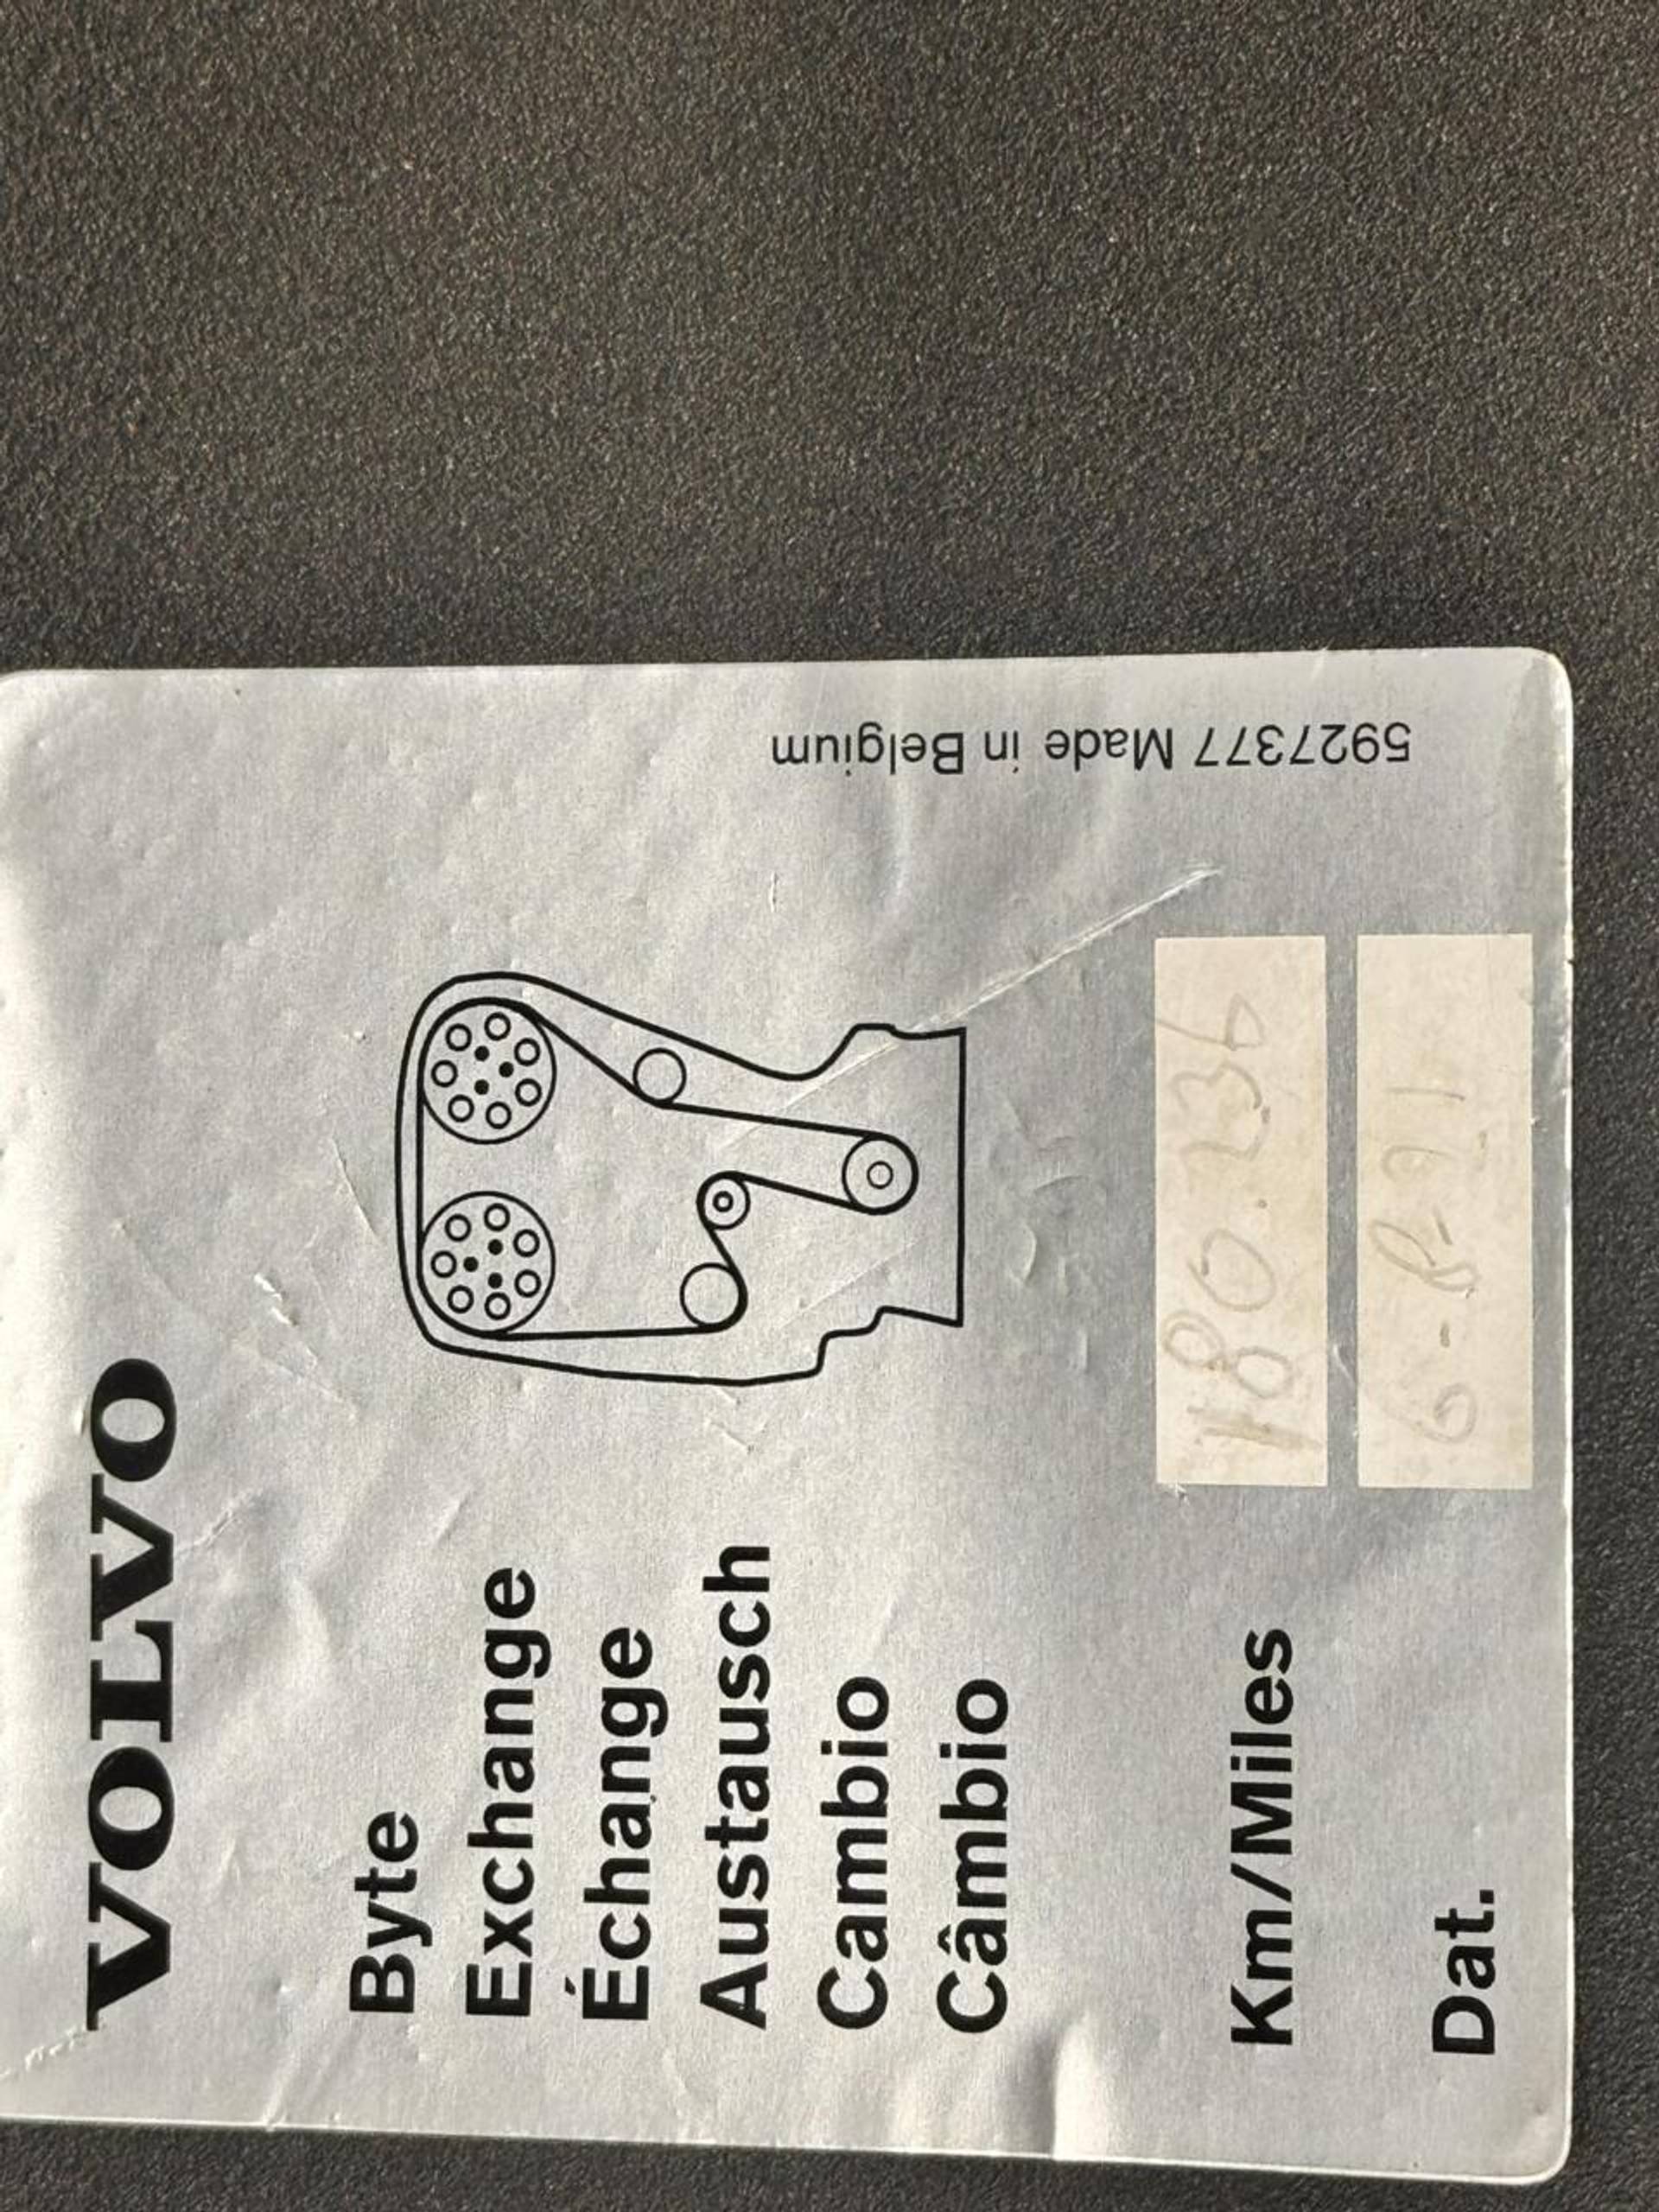 VOLVO
Byte
Exchange
Échange
Austausch
Cambio
Câmbio
Km/Miles 180.236
Dat. 6-8-21
5927377 Made in Belgium